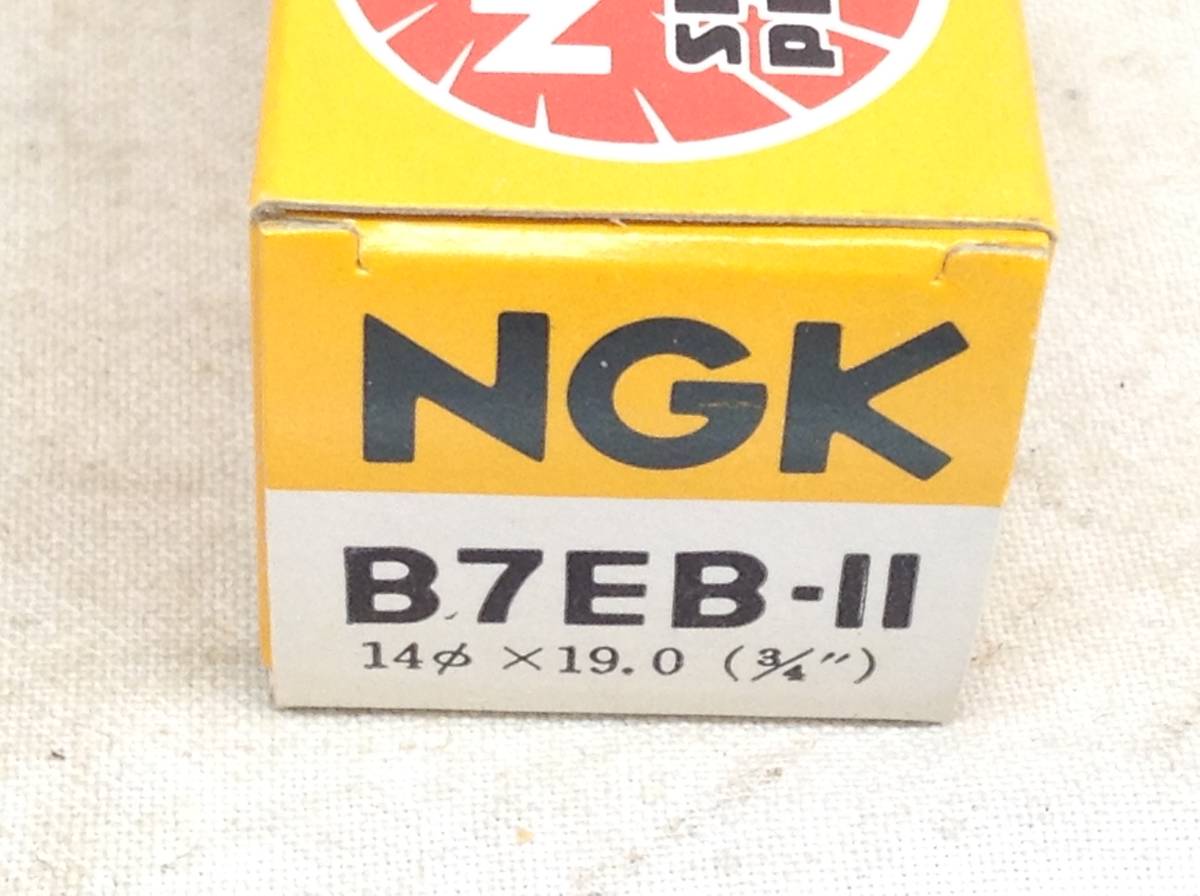 N
NGK
B7EB-11
14φ ×19.0 (3/4″)